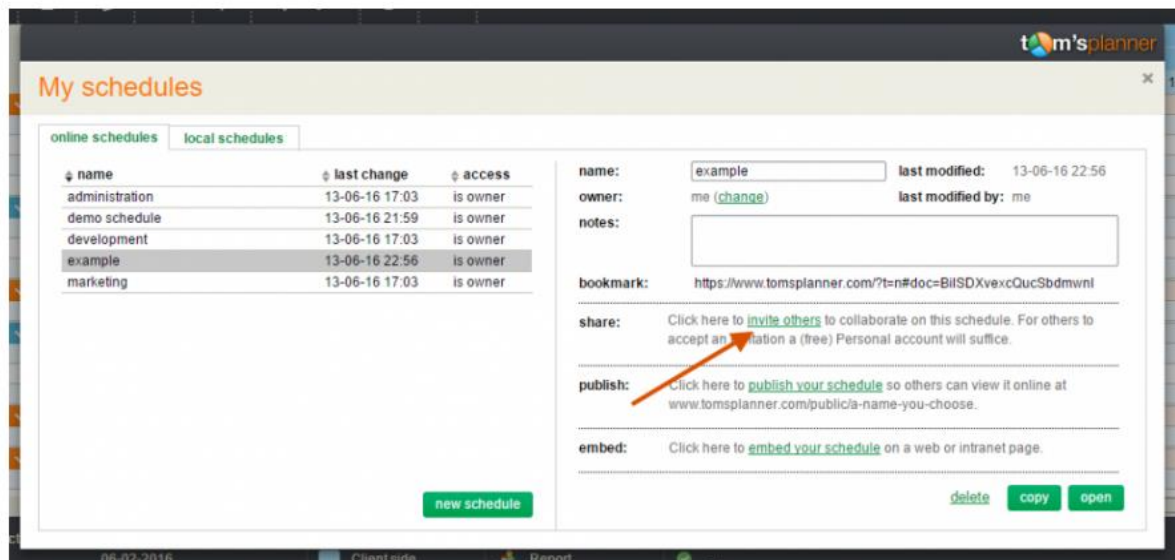 tom'splanner
My schedules
online schedules local schedules
name last change access
administration 13-06-16 17:03 is owner
demo schedule 13-06-16 21:59 is owner
development 13-06-16 17:03 is owner
example 13-06-16 22:56 is owner
marketing 13-06-16 17:03 is owner
new schedule
name: example last modified: 13-06-16 22:56
owner: me (change) last modified by: me
notes:
bookmark: https://www.tomsplanner.com/?t=n#doc=BilSDXvexcQucSbdmwnl
share: Click here to invite others to collaborate on this schedule. For others to
accept an invitation a (free) Personal account will suffice.
publish: Click here to publish your schedule so others can view it online at
www.tomsplanner.com/public/a-name-you-choose.
embed: Click here to embed your schedule on a web or intranet page.
delete copy open
06-02-2016 Client side Report